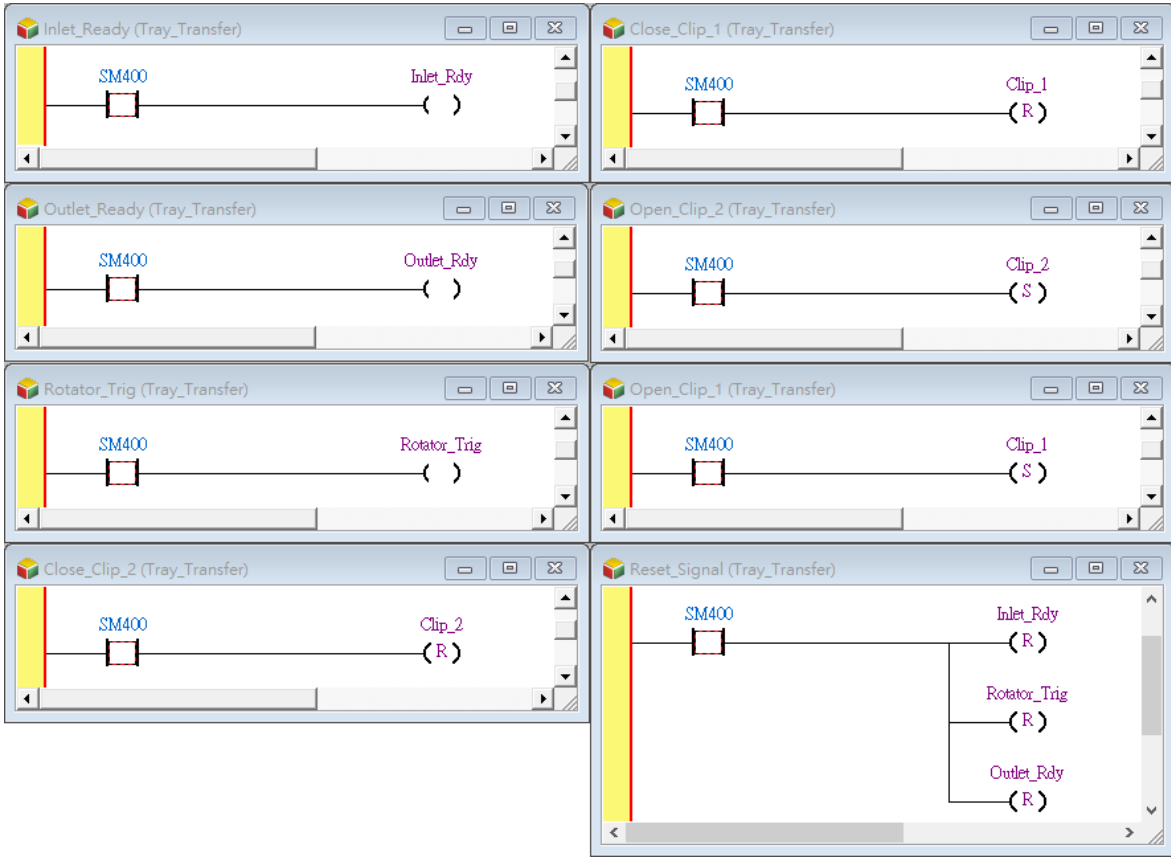 Inlet_Ready (Tray_Transfer)
SM400
Inlet_Rdy
Close_Clip_1 (Tray_Transfer)
SM400
Clip_1
R
Outlet_Ready (Tray_Transfer)
SM400
Outlet_Rdy
Open_Clip_2 (Tray_Transfer)
SM400
Clip_2
S
Rotator_Trig (Tray_Transfer)
SM400
Rotator_Trig
Open_Clip_1 (Tray_Transfer)
SM400
Clip_1
S
Close_Clip_2 (Tray_Transfer)
SM400
Clip_2
R
Reset_Signal (Tray_Transfer)
SM400
Inlet_Rdy
R
Rotator_Trig
R
Outlet_Rdy
R